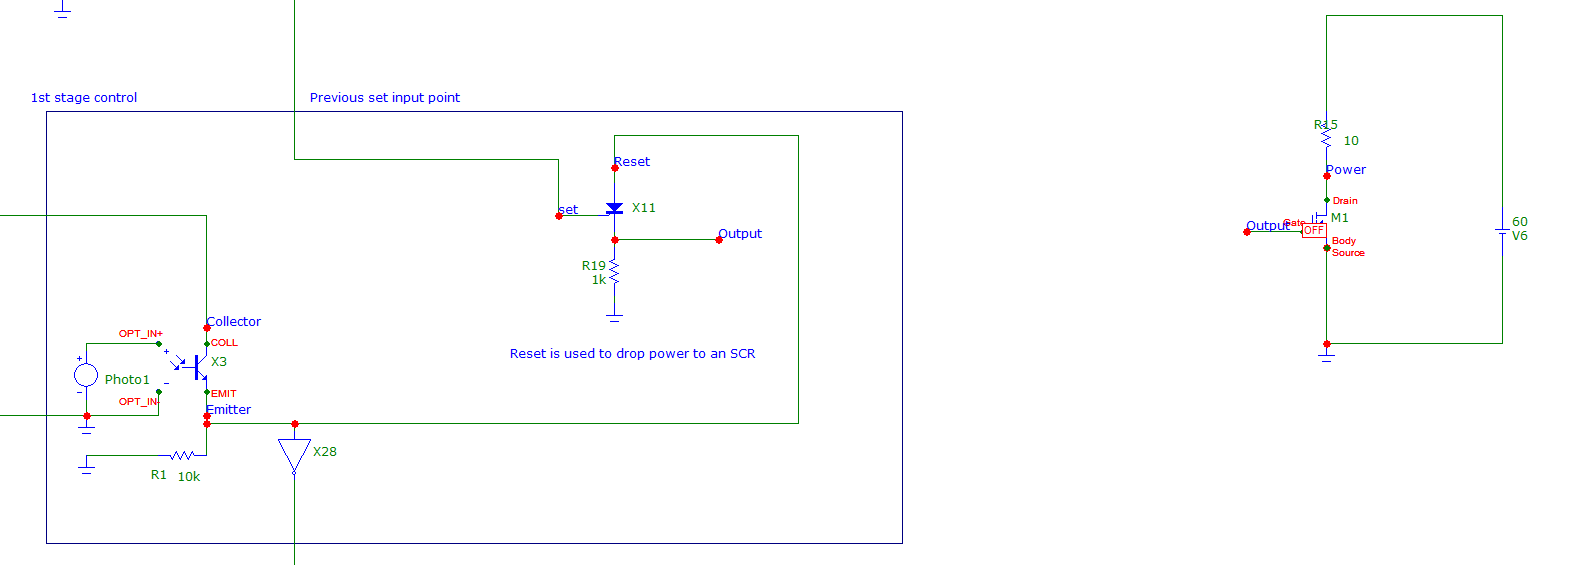 1st stage control
Previous set input point
Reset
X11
set
Output
R19
1k
Reset is used to drop power to an SCR
Collector
OPT_IN+
COLL
+
X3
+
Photo1
-
-
OPT_IN-
EMIT
Emitter
X28
R1
10k
R15
10
Power
Drain
M1
Gate
Output
OFF
Body
Source
60
V6